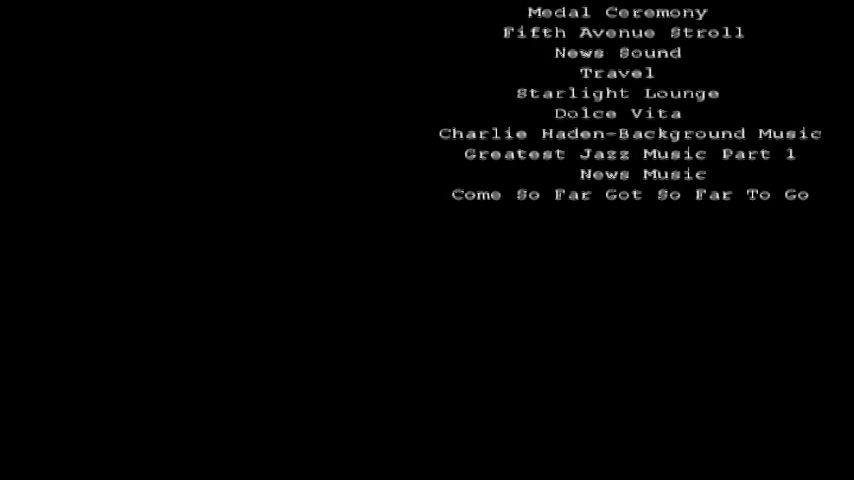 Medal Ceremony
Fifth Avenue Stroll
News Sound
Travel
Starlight Lounge
Dolce Vita
Charlie Haden-Background Music
Greatest Jazz Music Part 1
News Music
Come So Far Got So Far To Go